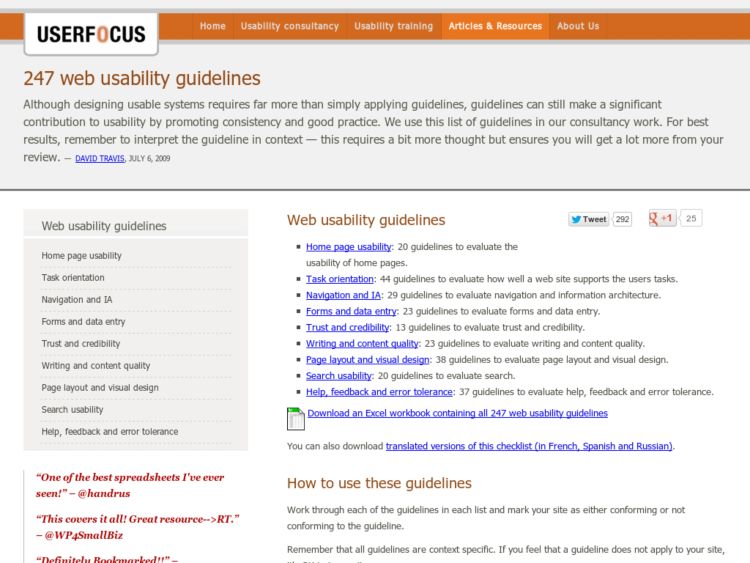 USERFOCUS
Home
Usability consultancy
Usability training
Articles & Resources
About Us
247 web usability guidelines
Although designing usable systems requires far more than simply applying guidelines, guidelines can still make a significant
contribution to usability by promoting consistency and good practice. We use this list of guidelines in our consultancy work. For best
results, remember to interpret the guideline in context — this requires a bit more thought but ensures you will get a lot more from your
review. — DAVID TRAVIS, JULY 6, 2009
Web usability guidelines
Home page usability
Task orientation
Navigation and IA
Forms and data entry
Trust and credibility
Writing and content quality
Page layout and visual design
Search usability
Help, feedback and error tolerance
“One of the best spreadsheets I've ever
seen!” – @handrus
“This covers it all! Great resource-->RT.”
– @WP4SmallBiz
“Definitely Bookmarked!!” –
Web usability guidelines
Tweet 292
+1 25
Home page usability: 20 guidelines to evaluate the
usability of home pages.
Task orientation: 44 guidelines to evaluate how well a web site supports the users tasks.
Navigation and IA: 29 guidelines to evaluate navigation and information architecture.
Forms and data entry: 23 guidelines to evaluate forms and data entry.
Trust and credibility: 13 guidelines to evaluate trust and credibility.
Writing and content quality: 23 guidelines to evaluate writing and content quality.
Page layout and visual design: 38 guidelines to evaluate page layout and visual design.
Search usability: 20 guidelines to evaluate search.
Help, feedback and error tolerance: 37 guidelines to evaluate help, feedback and error tolerance.
Download an Excel workbook containing all 247 web usability guidelines
You can also download translated versions of this checklist (in French, Spanish and Russian).
How to use these guidelines
Work through each of the guidelines in each list and mark your site as either conforming or not
conforming to the guideline.
Remember that all guidelines are context specific. If you feel that a guideline does not apply to your site,